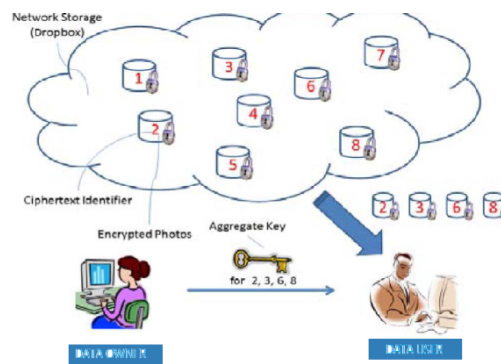 Network Storage
(Dropbox)
1
3
6
7
2
4
5
8
Ciphertext Identifier
Encrypted Photos
Aggregate Key
for 2, 3, 6, 8
2 3 6 8
DATA OWNER
DATA USER